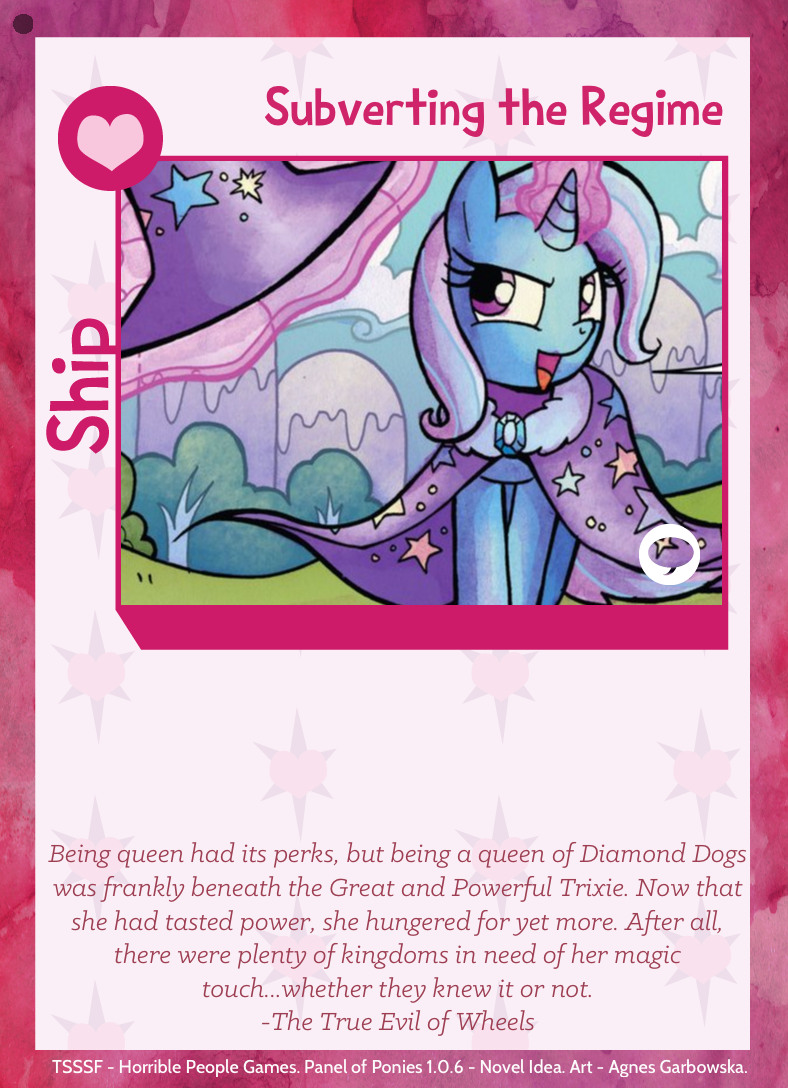 Subverting the Regime
Ship
Being queen had its perks, but being a queen of Diamond Dogs
was frankly beneath the Great and Powerful Trixie. Now that
she had tasted power, she hungered for yet more. After all,
there were plenty of kingdoms in need of her magic
touch...whether they knew it or not.
-The True Evil of Wheels
TSSSF - Horrible People Games. Panel of Ponies 1.0.6 - Novel Idea. Art - Agnes Garbowska.